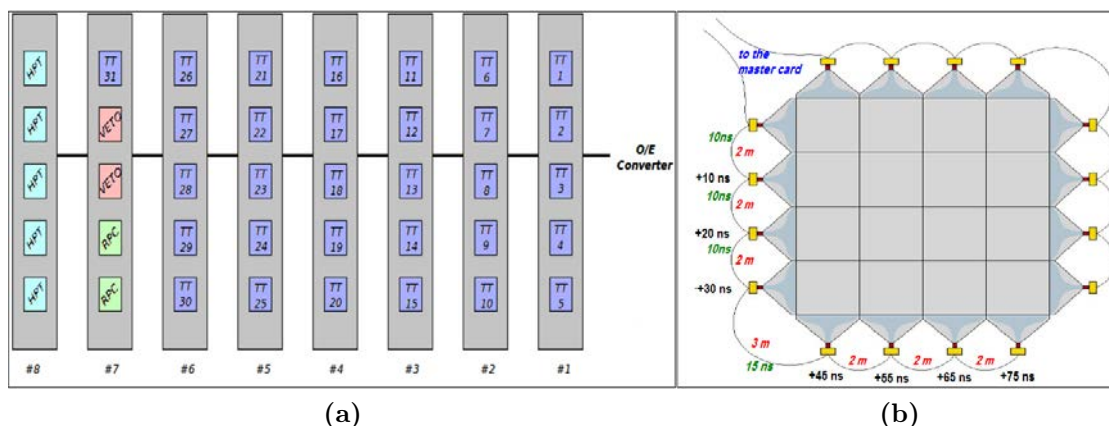 HPT
TT 31
TT 26
TT 21
TT 16
TT 11
TT 6
TT 1
HPT
VETO
TT 27
TT 22
TT 17
TT 12
TT 7
TT 2
O/E
Converter
HPT
VETO
TT 28
TT 23
TT 18
TT 13
TT 8
TT 3
HPT
RPC
TT 29
TT 24
TT 19
TT 14
TT 9
TT 4
HPT
RPC
TT 30
TT 25
TT 20
TT 15
TT 10
TT 5
#8 #7 #6 #5 #4 #3 #2 #1
(a)
to the
master card
10ns
2 m
+10 ns
10ns
2 m
+20 ns
10ns
2 m
+30 ns
3 m
15 ns
2 m 2 m 2 m
+45 ns +55 ns +65 ns +75 ns
(b)